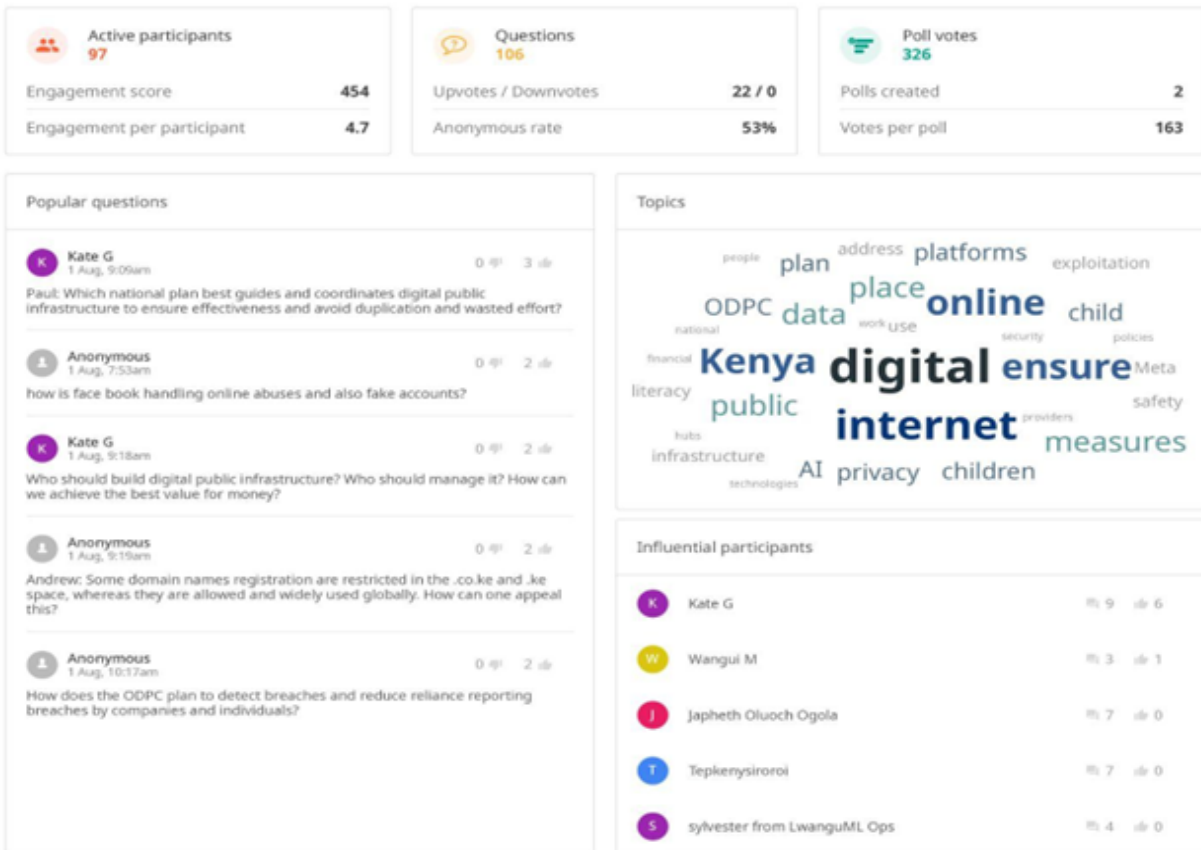 Active participants
97
Engagement score 454
Engagement per participant 4.7
Questions
106
Upvotes / Downvotes 22 / 0
Anonymous rate 53%
Poll votes
326
Polls created 2
Votes per poll 163
Popular questions
K Kate G
1 Aug, 9:09am
0 3
Paul: Which national plan best guides and coordinates digital public
infrastructure to ensure effectiveness and avoid duplication and wasted effort?
Anonymous
1 Aug, 7:53am
0 2
how is face book handling online abuses and also fake accounts?
K Kate G
1 Aug, 9:18am
0 2
Who should build digital public infrastructure? Who should manage it? How can
we achieve the best value for money?
Anonymous
1 Aug, 9:19am
0 2
Andrew: Some domain names registration are restricted in the .co.ke and .ke
space, whereas they are allowed and widely used globally. How can one appeal
this?
Anonymous
1 Aug, 10:17am
0 2
How does the ODPC plan to detect breaches and reduce reliance reporting
breaches by companies and individuals?
Topics
people plan address platforms exploitation
ODPC data place online child
national work use security policies
financial Kenya digital ensure Meta
literacy public internet providers safety
hubs infrastructure measures
technologies AI privacy children
Influential participants
K Kate G 9 6
W Wangui M 3 1
J Japheth Oluoch Ogola 7 0
T Tepkenysiroroi 7 0
S sylvester from LwanguML Ops 4 0